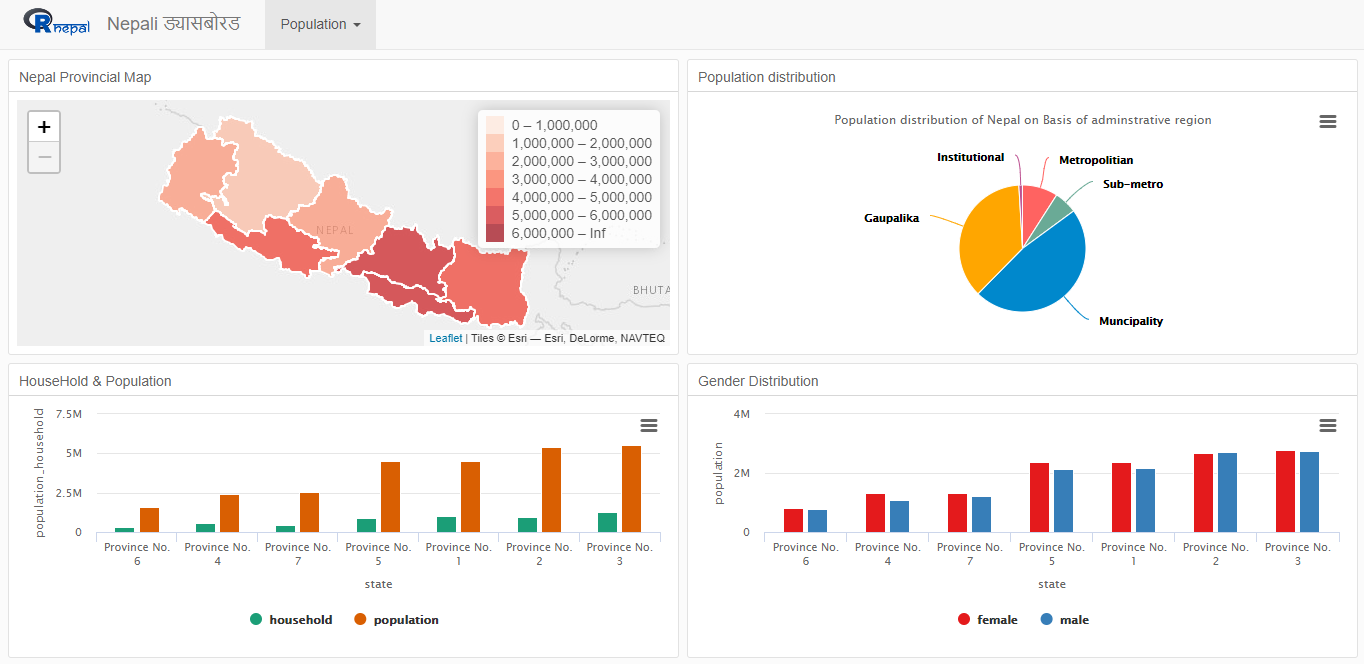 Rnepal
Nepali ड्यासबोरड
Population
Nepal Provincial Map
+
−
0 – 1,000,000
1,000,000 – 2,000,000
2,000,000 – 3,000,000
3,000,000 – 4,000,000
4,000,000 – 5,000,000
5,000,000 – 6,000,000
6,000,000 – Inf
NEPAL
BHUTA
Leaflet | Tiles © Esri — Esri, DeLorme, NAVTEQ
Population distribution
Population distribution of Nepal on Basis of adminstrative region
Institutional
Metropolitian
Sub-metro
Gaupalika
Muncipality
HouseHold & Population
population_household
7.5M
5M
2.5M
0
Province No. 6
Province No. 4
Province No. 7
Province No. 5
Province No. 1
Province No. 2
Province No. 3
state
household
population
Gender Distribution
population
4M
2M
0
Province No. 6
Province No. 4
Province No. 7
Province No. 5
Province No. 1
Province No. 2
Province No. 3
state
female
male